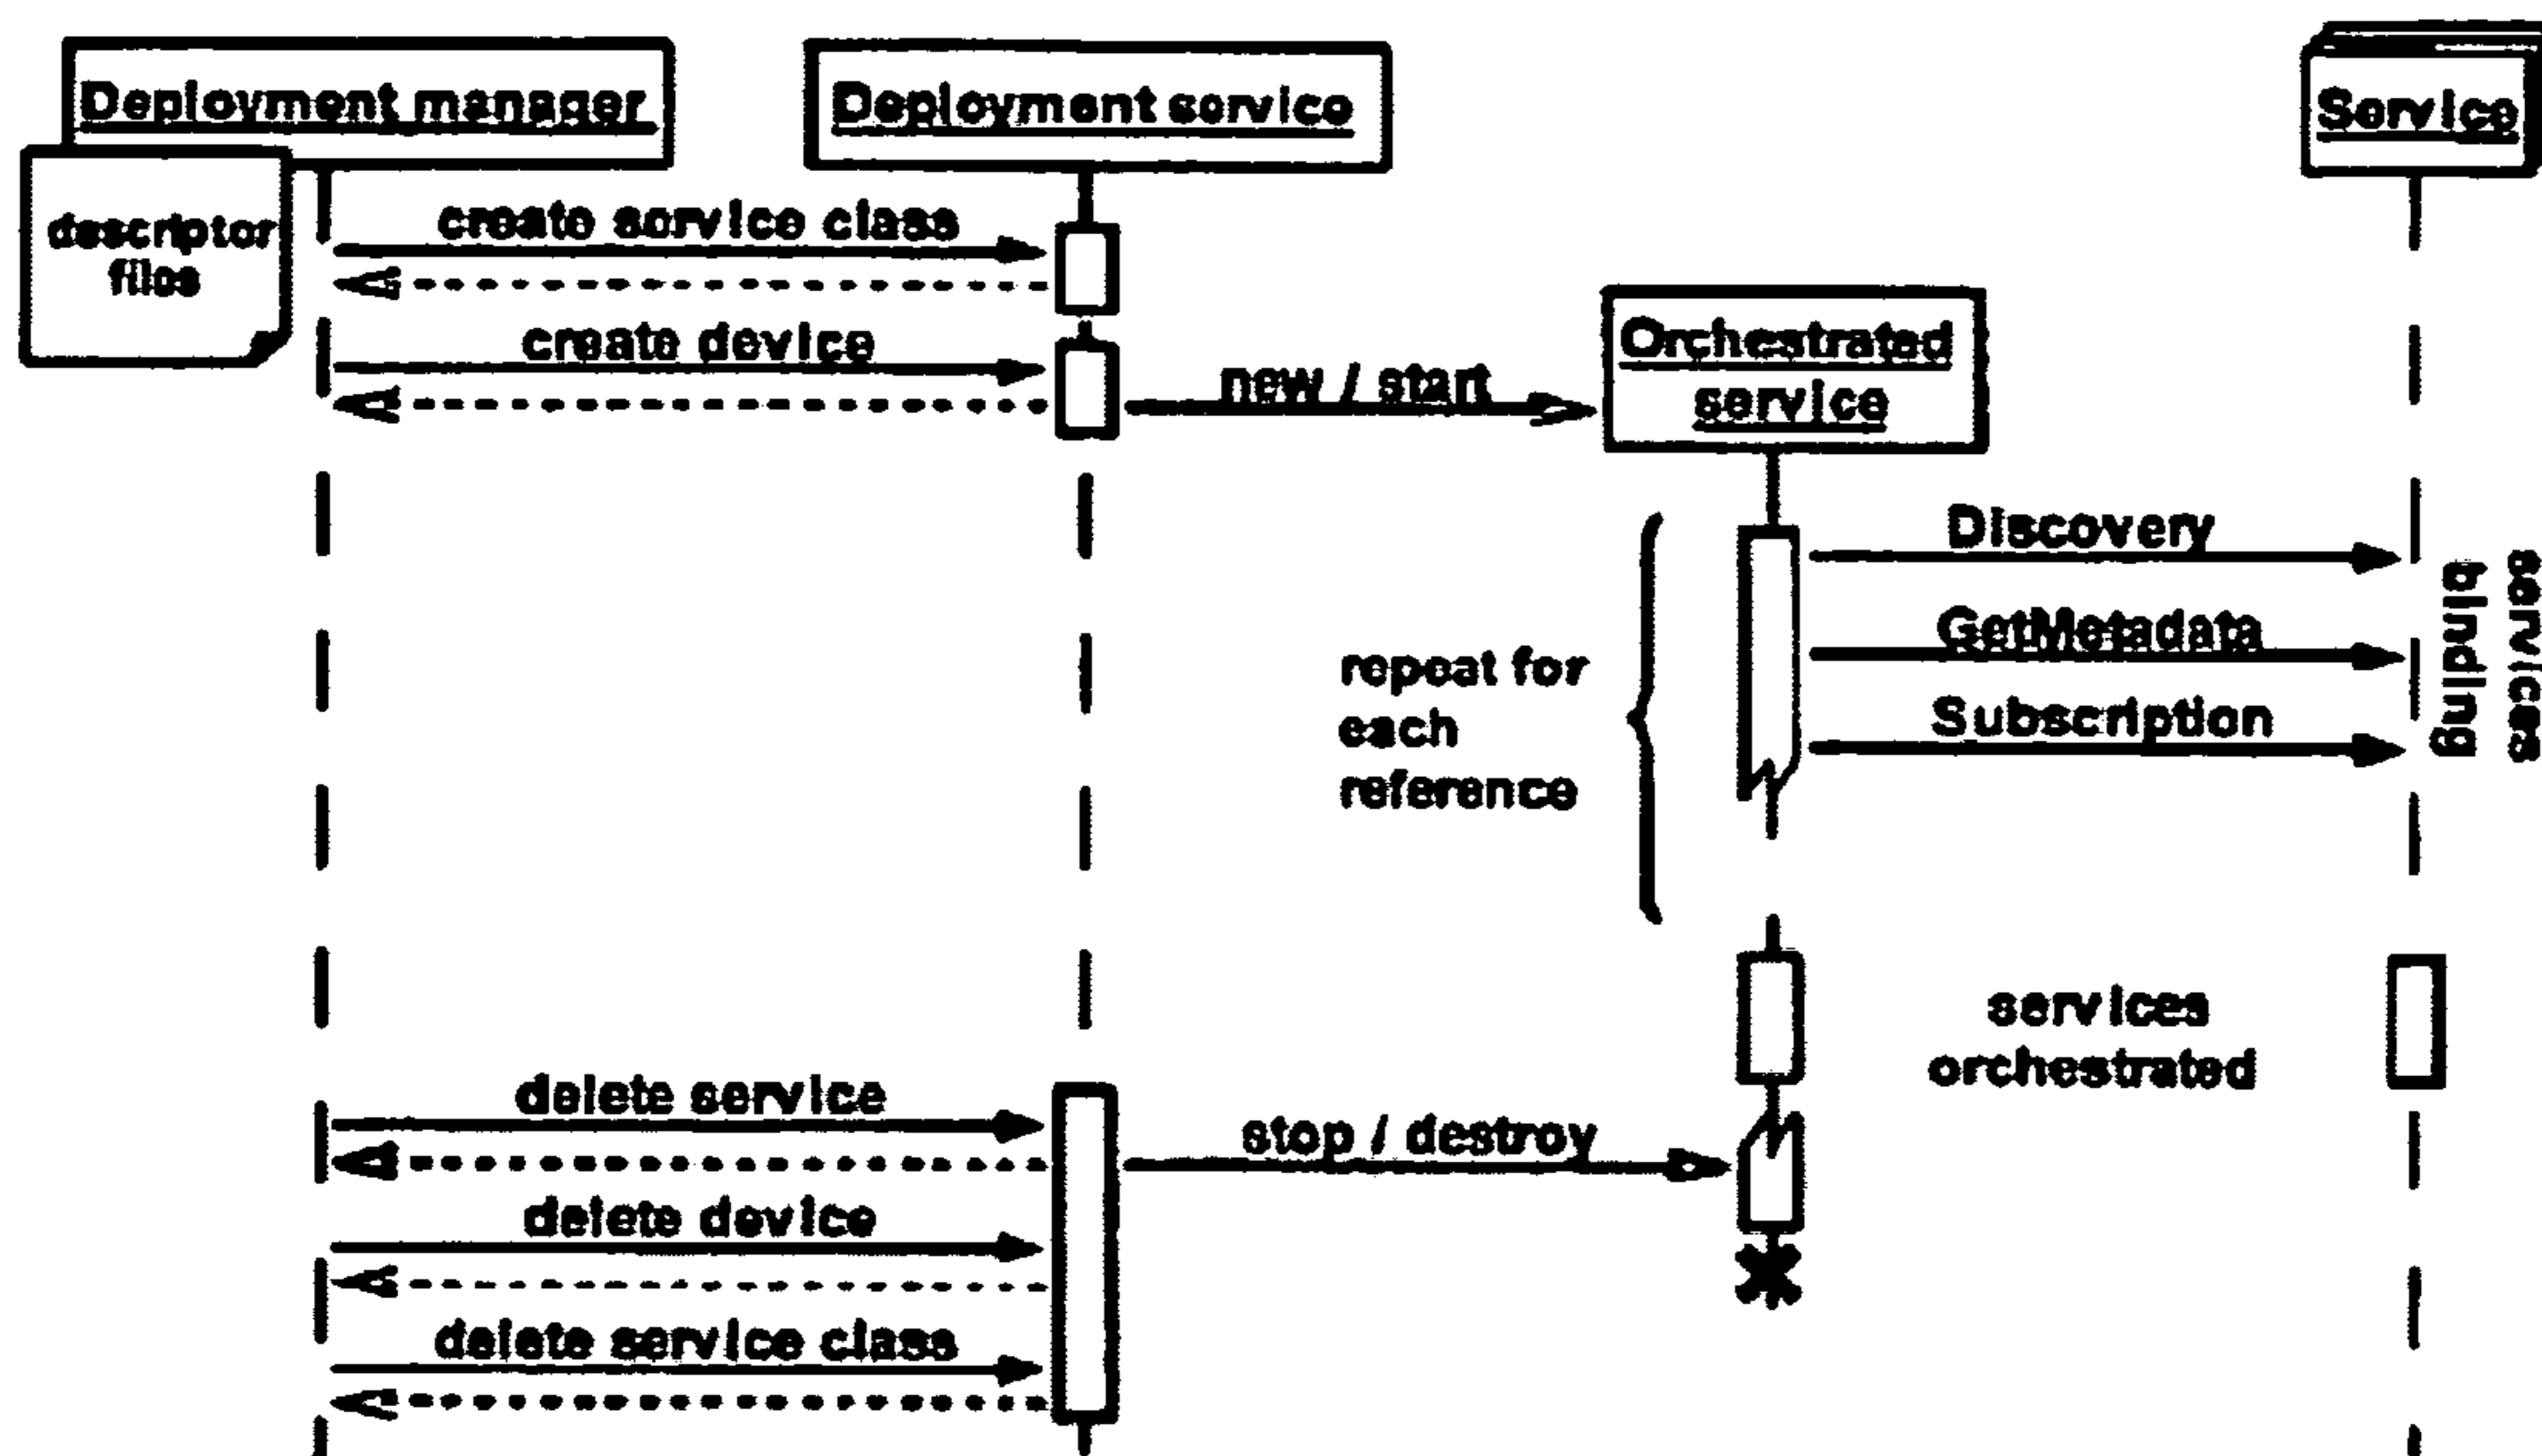 Deployment manager
Deployment service
Service
descriptor
files
create service class
create device
new / start
Orchestrated
service
Discovery
GetMetadata
Subscription
services
binding
repeat for
each
reference
services
orchestrated
delete service
stop / destroy
delete device
delete service class